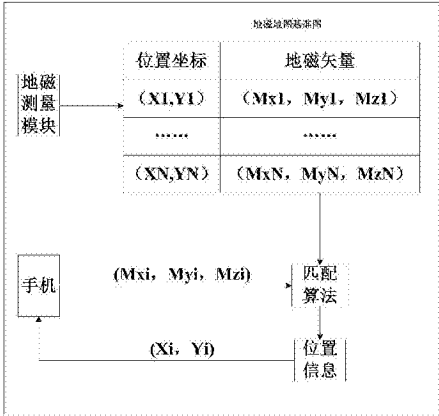 地磁地图基准图
位置坐标 地磁矢量
地磁
测量
模块
（X1,Y1） （Mx1，My1，Mz1）
…… ……
（XN,YN） （MxN，MyN，MzN）
手机
(Mxi，Myi，Mzi)
匹配
算法
(Xi，Yi)
位置
信息